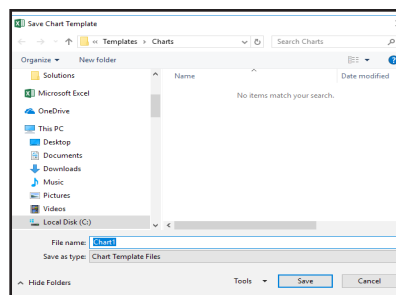 Save Chart Template
« Templates › Charts
Search Charts
Organize
New folder
Solutions
Microsoft Excel
OneDrive
This PC
Desktop
Documents
Downloads
Music
Pictures
Videos
Local Disk (C:)
Name
Date modified
No items match your search.
File name: Chart1
Save as type: Chart Template Files
Hide Folders
Tools
Save
Cancel